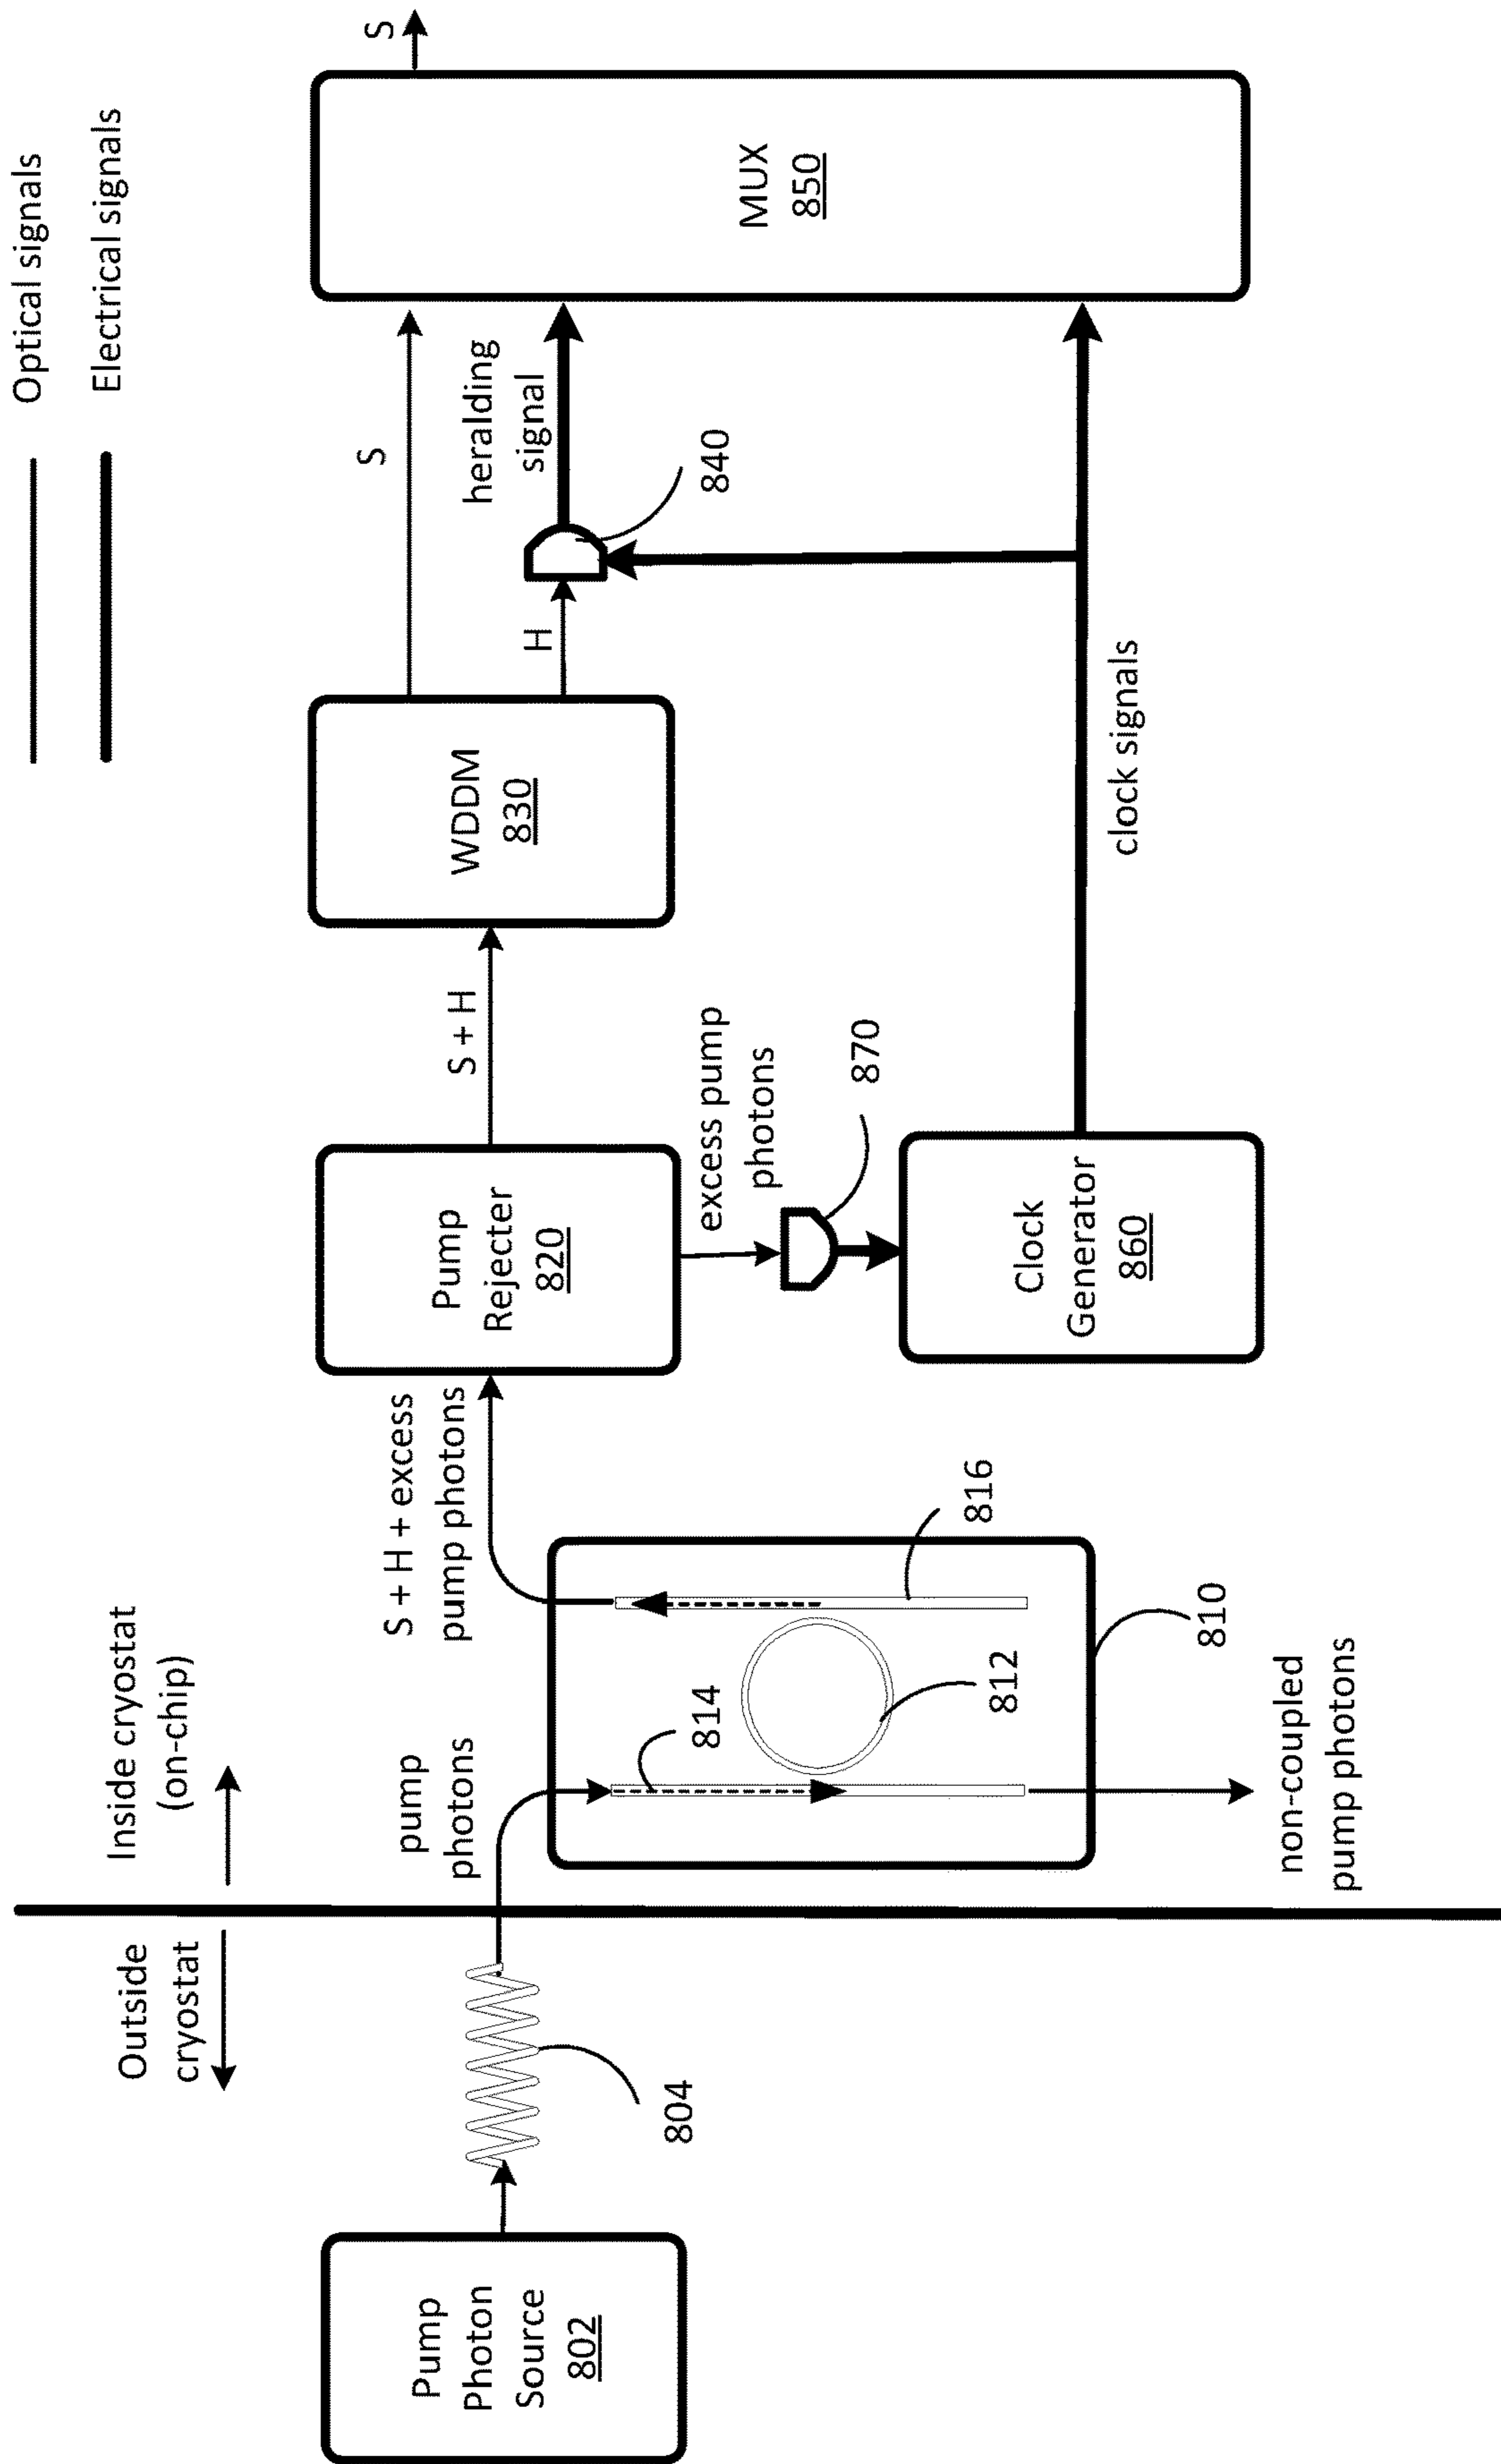 Optical signals
Electrical signals
Outside
cryostat
Inside cryostat
(on-chip)
Pump
Photon
Source
802
804
pump
photons
814
812
816
810
non-coupled
pump photons
S + H + excess
pump photons
Pump
Rejecter
820
excess pump
photons
870
Clock
Generator
860
S + H
WDDM
830
S
H
heralding
signal
840
clock signals
MUX
850
S